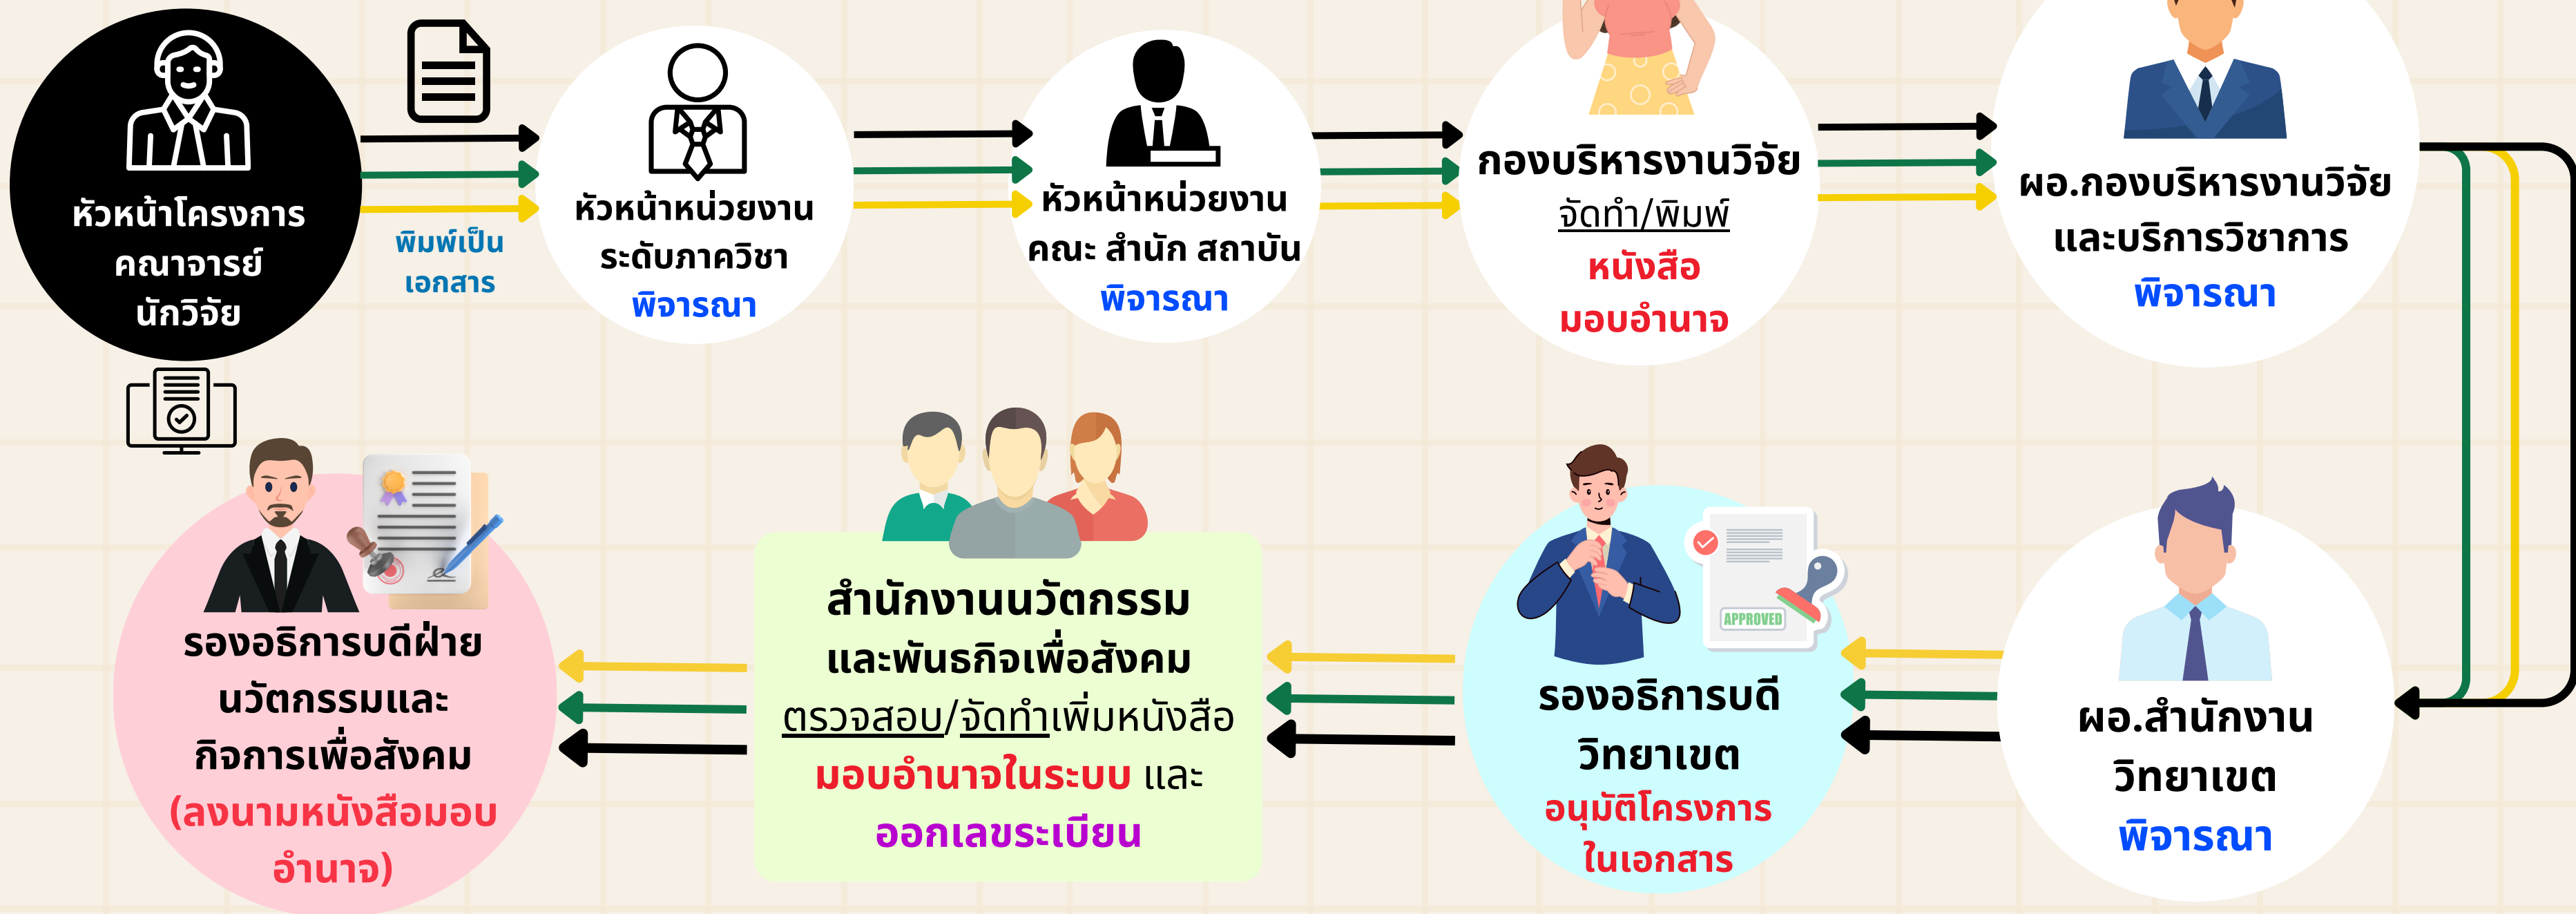 หัวหน้าโครงการ
คณาจารย์
นักวิจัย
พิมพ์เป็น
เอกสาร
หัวหน้าหน่วยงาน
ระดับภาควิชา
พิจารณา
หัวหน้าหน่วยงาน
คณะ สำนัก สถาบัน
พิจารณา
กองบริหารงานวิจัย
จัดทำ/พิมพ์
หนังสือ
มอบอำนาจ
ผอ.กองบริหารงานวิจัย
และบริการวิชาการ
พิจารณา
ผอ.สำนักงาน
วิทยาเขต
พิจารณา
APPROVED
รองอธิการบดี
วิทยาเขต
อนุมัติโครงการ
ในเอกสาร
สำนักงานนวัตกรรม
และพันธกิจเพื่อสังคม
ตรวจสอบ/จัดทำเพิ่มหนังสือ
มอบอำนาจในระบบ และ
ออกเลขระเบียน
รองอธิการบดีฝ่าย
นวัตกรรมและ
กิจการเพื่อสังคม
(ลงนามหนังสือมอบ
อำนาจ)